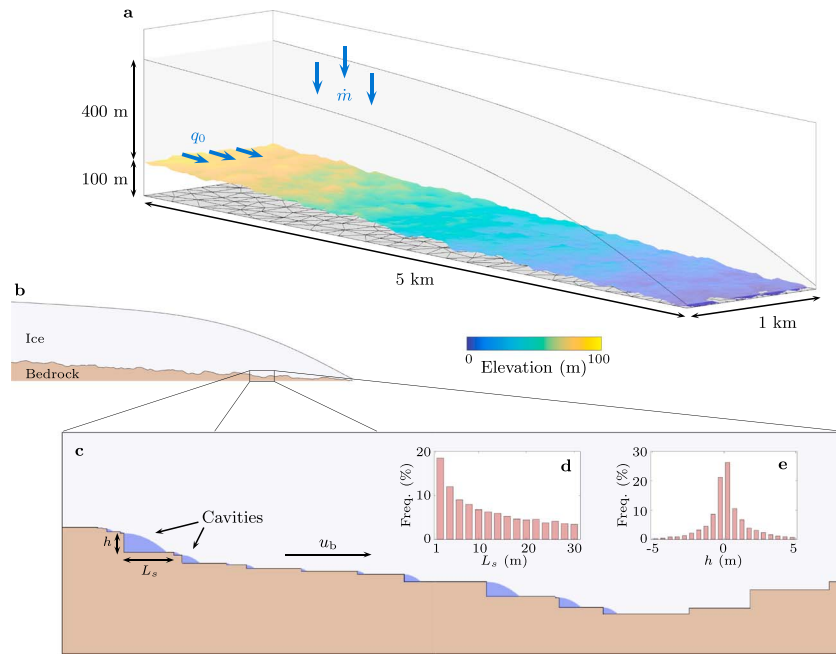 a
400 m
ṁ
q₀
100 m
5 km
1 km
b
Ice
Bedrock
0
100
Elevation (m)
c
Cavities
h
Lₛ
u_b
d
20
10
0
Freq. (%)
1
10
20
30
Lₛ (m)
e
30
20
10
0
Freq. (%)
-5
0
5
h (m)